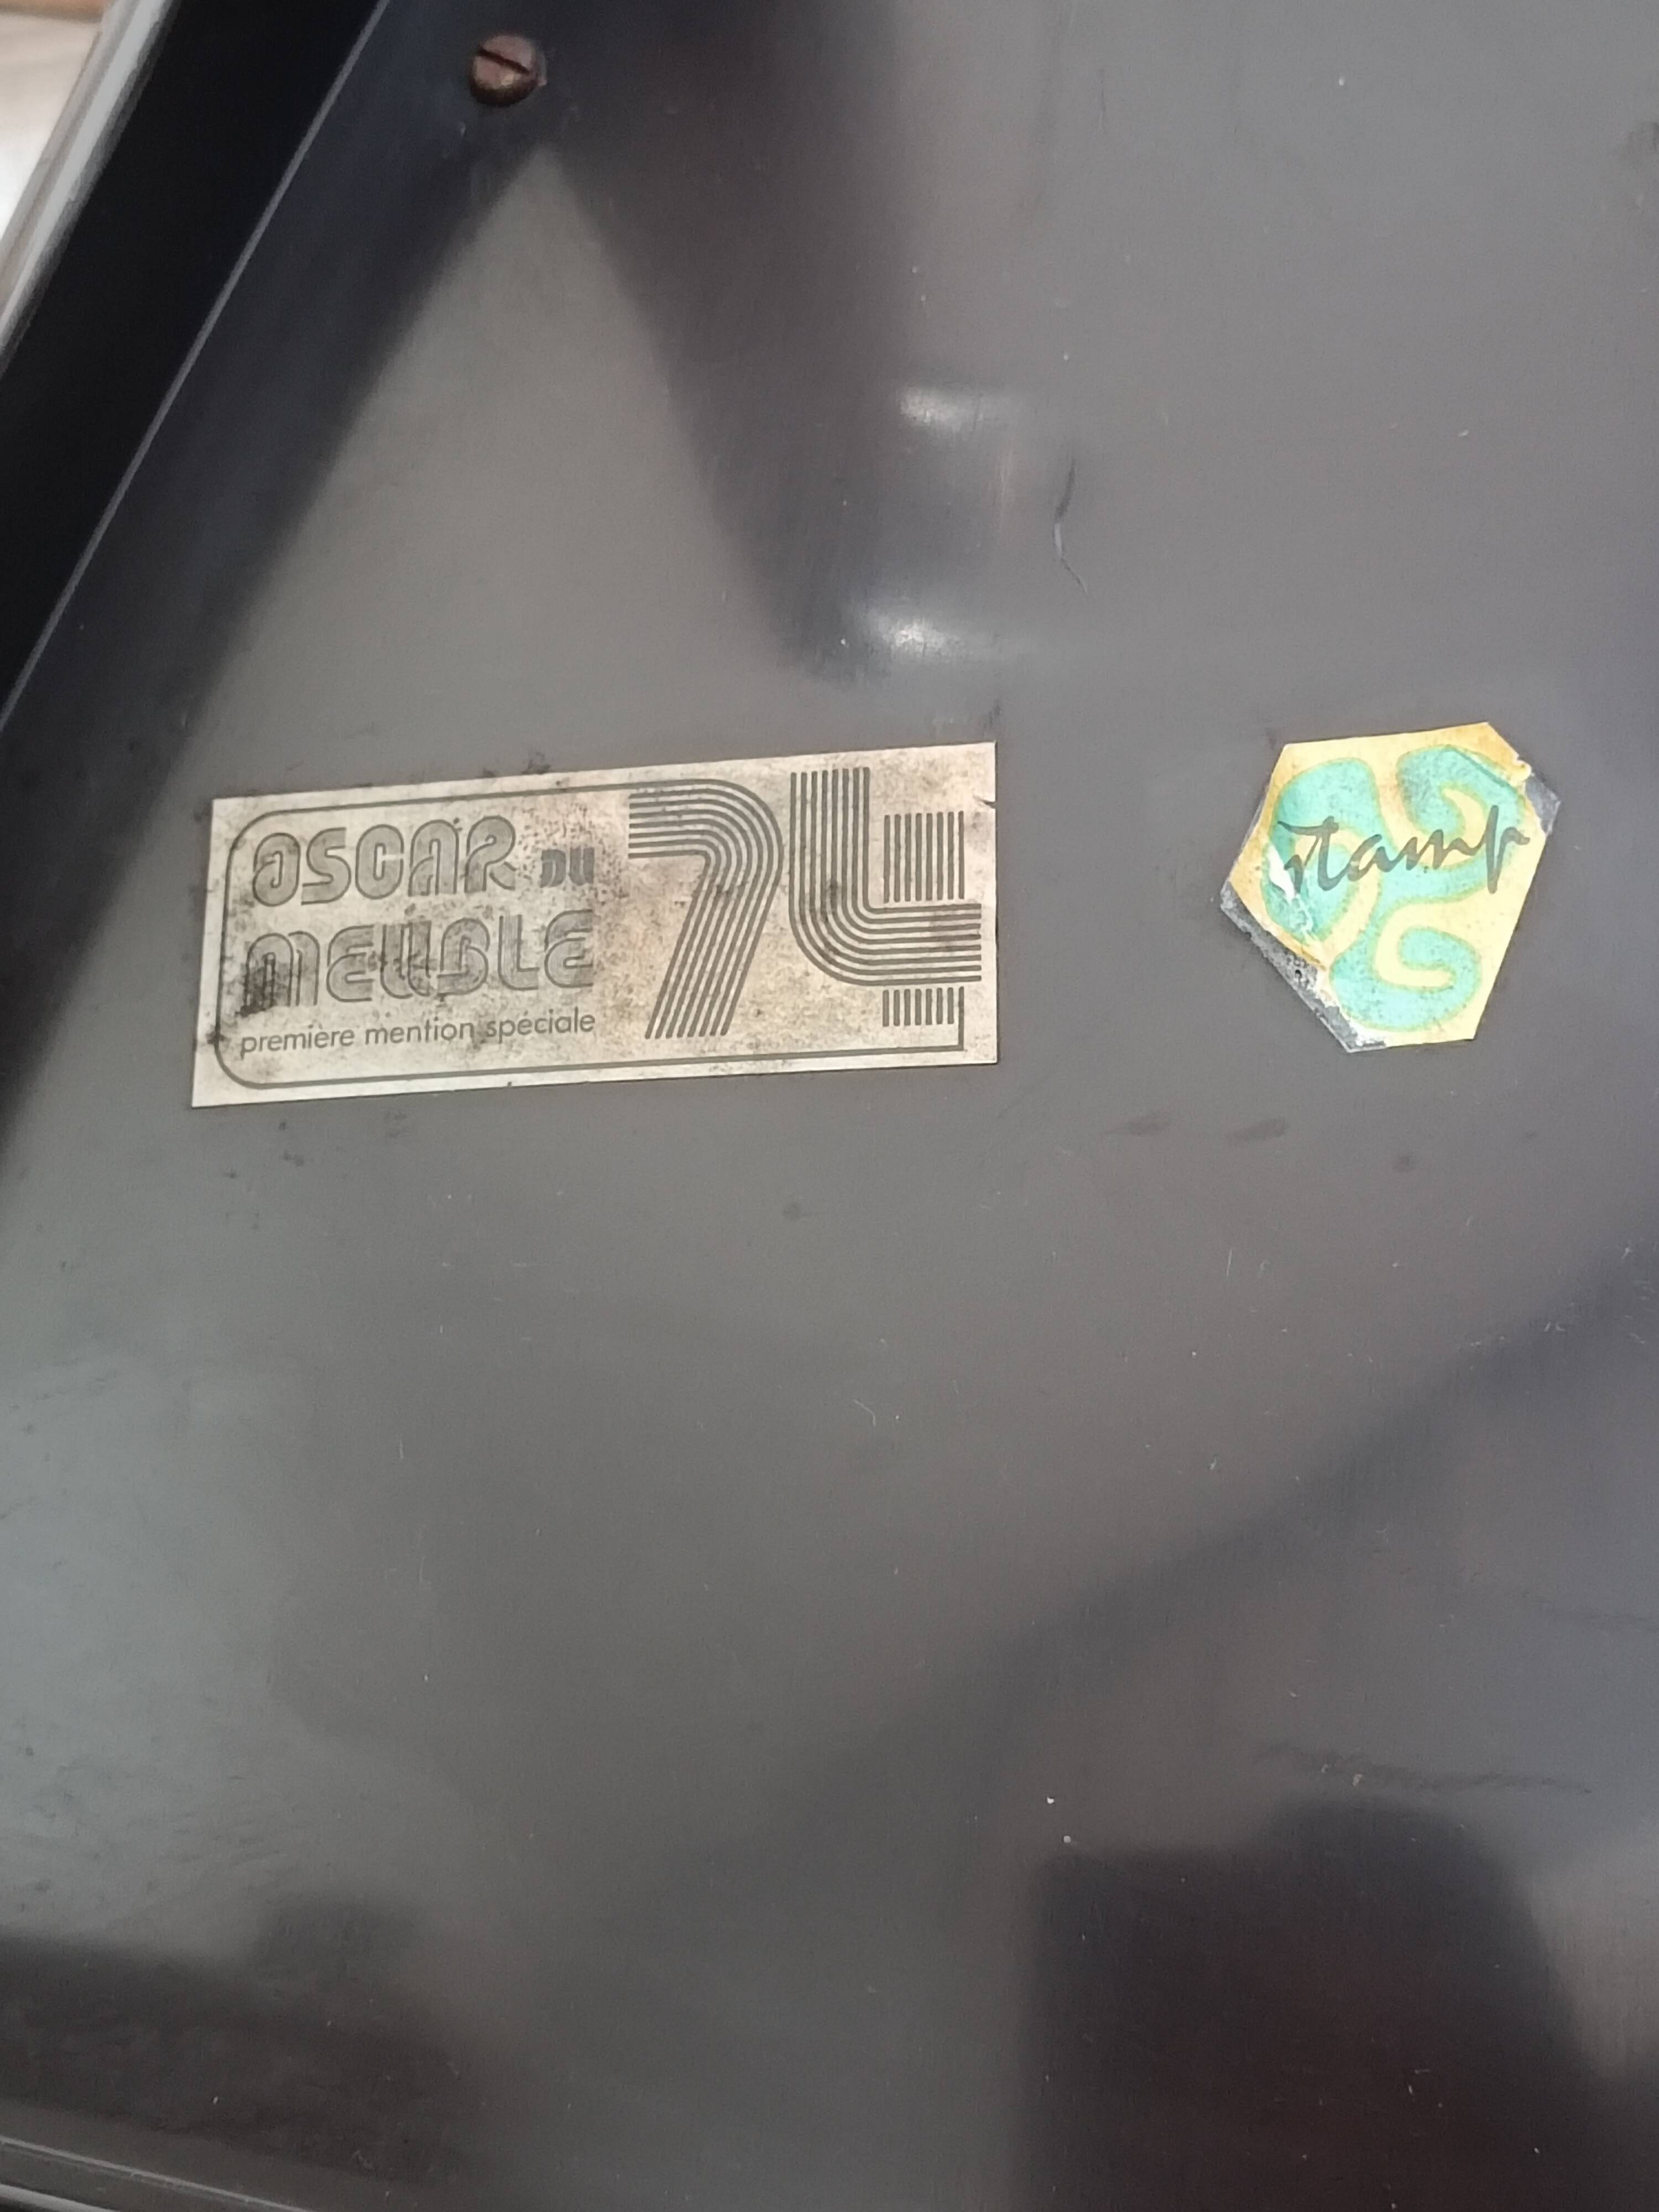 OSCAR DU
MEUBLE
74
première mention spéciale
stamp